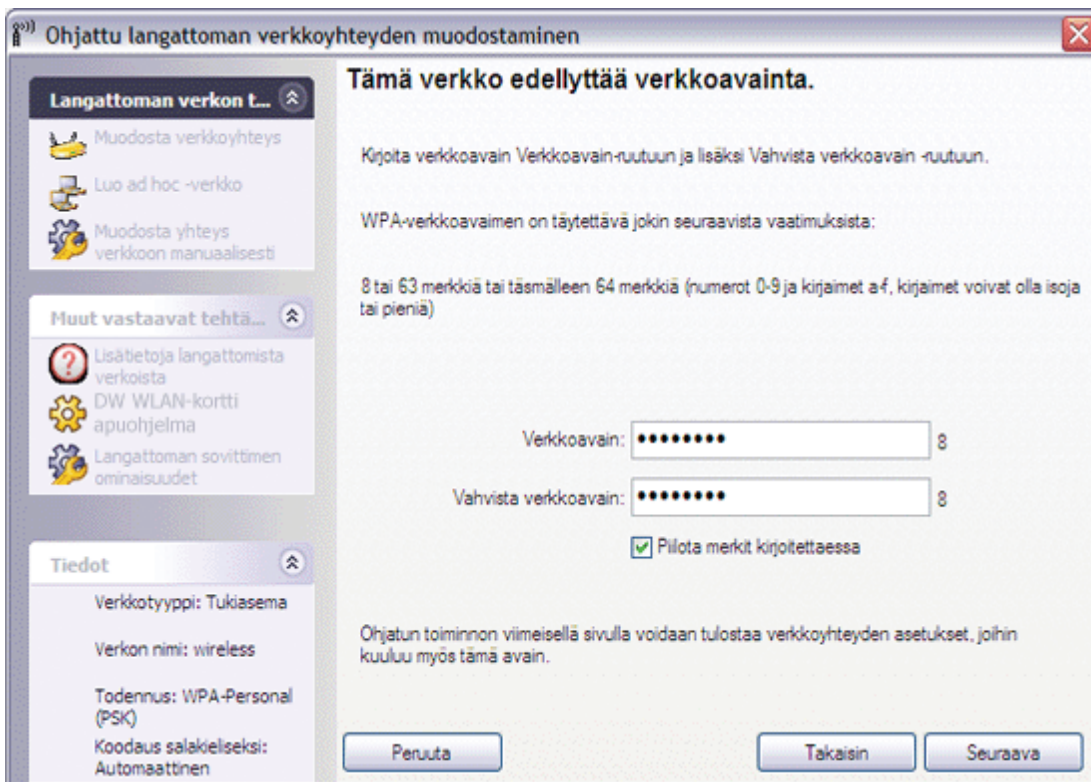 Ohjattu langattoman verkkoyhteyden muodostaminen
Langattoman verkon t...
Muodosta verkkoyhteys
Luo ad hoc -verkko
Muodosta yhteys
verkkoon manuaalisesti
Muut vastaavat tehtä...
Lisätietoja langattomista
verkoista
DW WLAN-kortti
apuohjelma
Langattoman sovittimen
ominaisuudet
Tiedot
Verkkotyyppi: Tukiasema
Verkon nimi: wireless
Todennus: WPA-Personal
(PSK)
Koodaus salakieliseksi:
Automaattinen
Tämä verkko edellyttää verkkoavainta.
Kirjoita verkkoavain Verkkoavain-ruutuun ja lisäksi Vahvista verkkoavain -ruutuun.
WPA-verkkoavaimen on täytettävä jokin seuraavista vaatimuksista:
8 tai 63 merkkiä tai täsmälleen 64 merkkiä (numerot 0-9 ja kirjaimet a-f, kirjaimet voivat olla isoja
tai pieniä)
Verkkoavain: •••••••• 8
Vahvista verkkoavain: •••••••• 8
Piilota merkit kirjoitettaessa
Ohjatun toiminnon viimeisellä sivulla voidaan tulostaa verkkoyhteyden asetukset, joihin
kuuluu myös tämä avain.
Peruuta Takaisin Seuraava